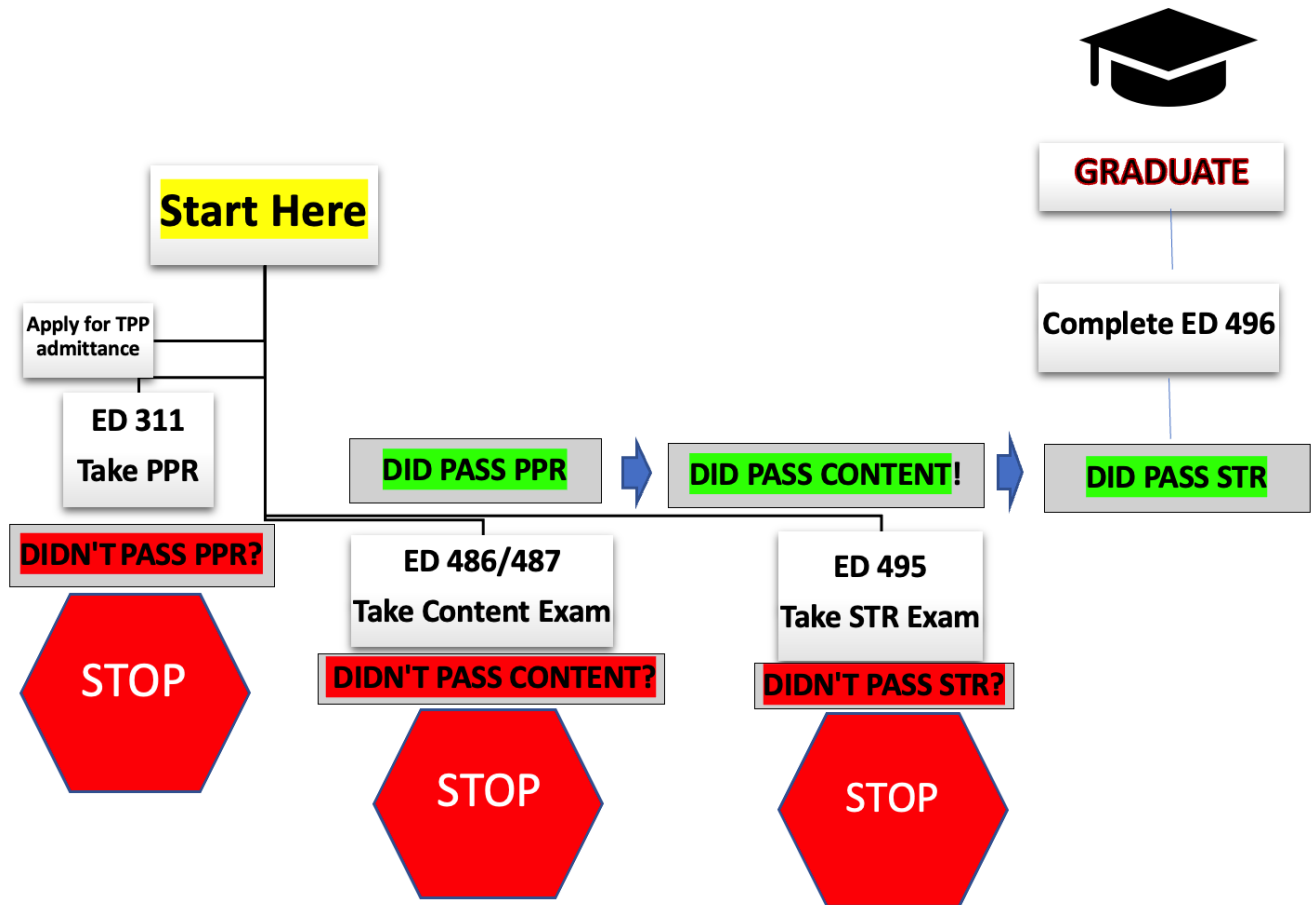 GRADUATE
Start Here
Complete ED 496
Apply for TPP
admittance
ED 311
Take PPR
DID PASS PPR
DID PASS CONTENT!
DID PASS STR
DIDN'T PASS PPR?
ED 486/487
Take Content Exam
ED 495
Take STR Exam
DIDN'T PASS CONTENT?
DIDN'T PASS STR?
STOP
STOP
STOP